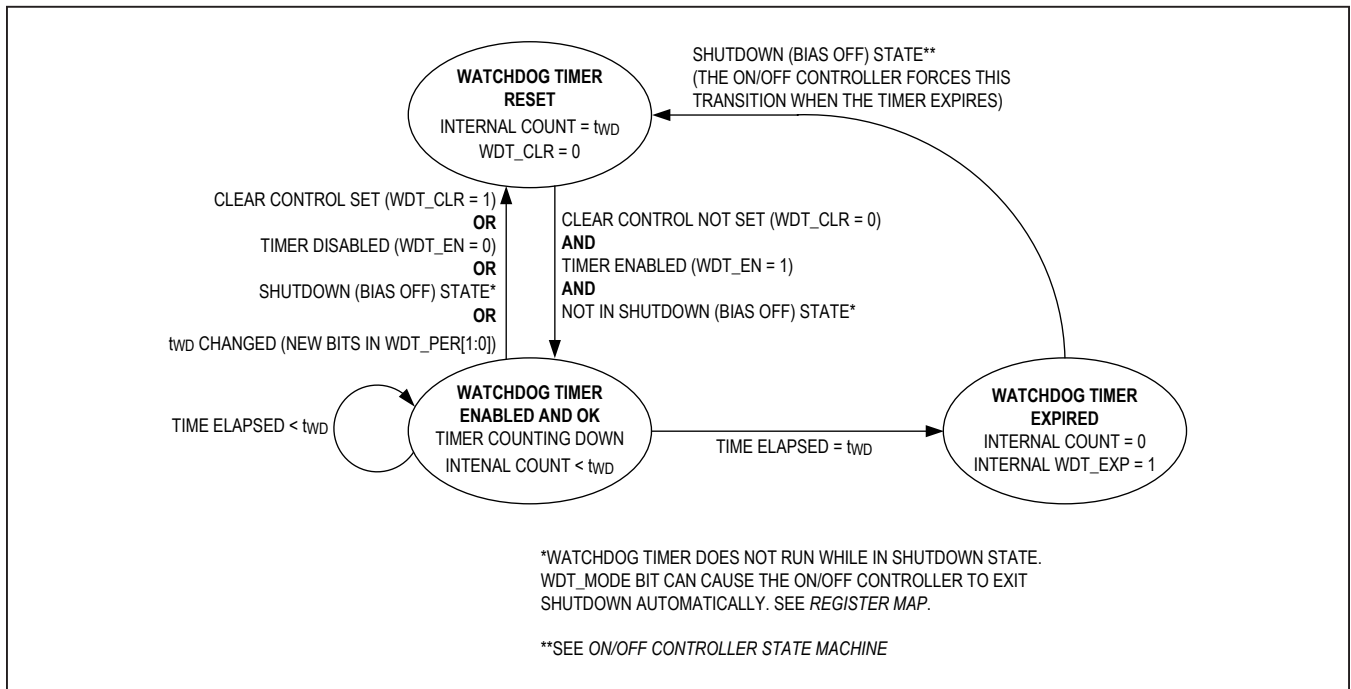 SHUTDOWN (BIAS OFF) STATE**
(THE ON/OFF CONTROLLER FORCES THIS
TRANSITION WHEN THE TIMER EXPIRES)
WATCHDOG TIMER
RESET
INTERNAL COUNT = tWD
WDT_CLR = 0
CLEAR CONTROL SET (WDT_CLR = 1)
OR
TIMER DISABLED (WDT_EN = 0)
OR
SHUTDOWN (BIAS OFF) STATE*
OR
tWD CHANGED (NEW BITS IN WDT_PER[1:0])
CLEAR CONTROL NOT SET (WDT_CLR = 0)
AND
TIMER ENABLED (WDT_EN = 1)
AND
NOT IN SHUTDOWN (BIAS OFF) STATE*
TIME ELAPSED < tWD
WATCHDOG TIMER
ENABLED AND OK
TIMER COUNTING DOWN
INTENAL COUNT < tWD
TIME ELAPSED = tWD
WATCHDOG TIMER
EXPIRED
INTERNAL COUNT = 0
INTERNAL WDT_EXP = 1
*WATCHDOG TIMER DOES NOT RUN WHILE IN SHUTDOWN STATE.
WDT_MODE BIT CAN CAUSE THE ON/OFF CONTROLLER TO EXIT
SHUTDOWN AUTOMATICALLY. SEE REGISTER MAP.
**SEE ON/OFF CONTROLLER STATE MACHINE